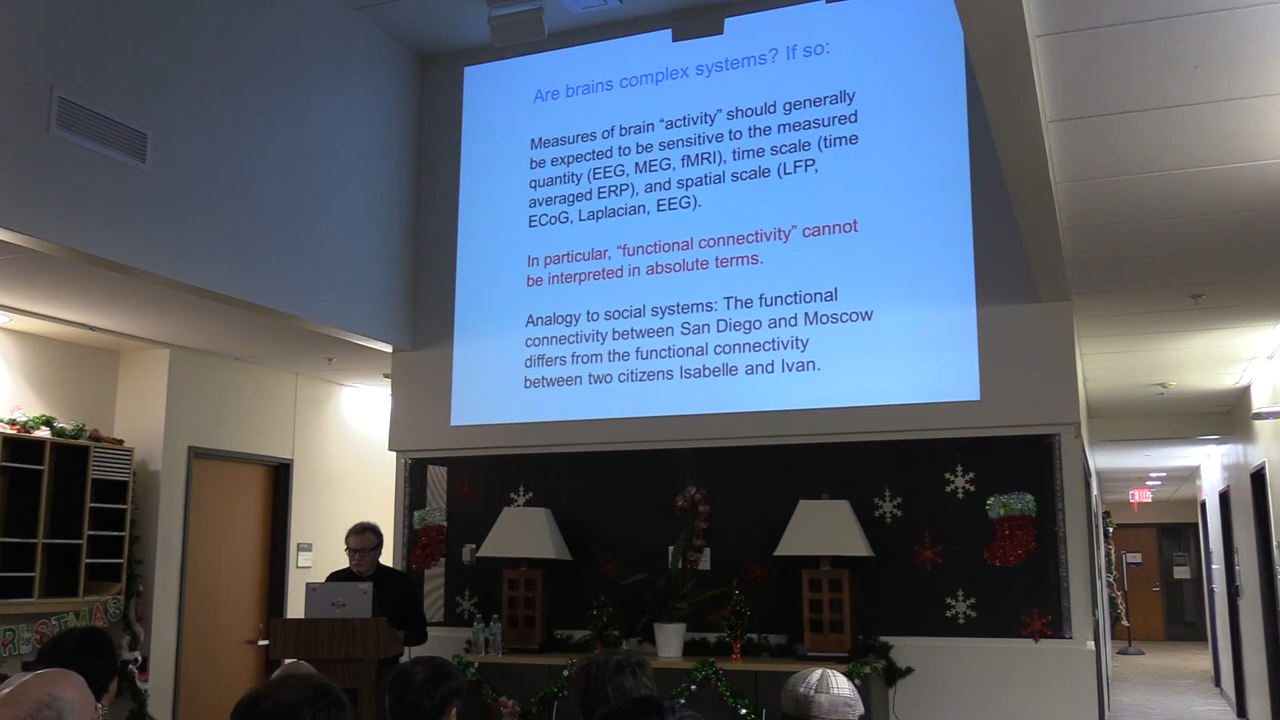 Are brains complex systems? If so:
Measures of brain “activity” should generally
be expected to be sensitive to the measured
quantity (EEG, MEG, fMRI), time scale (time
averaged ERP), and spatial scale (LFP,
ECoG, Laplacian, EEG).
In particular, “functional connectivity” cannot
be interpreted in absolute terms.
Analogy to social systems: The functional
connectivity between San Diego and Moscow
differs from the functional connectivity
between two citizens Isabelle and Ivan.
EXIT